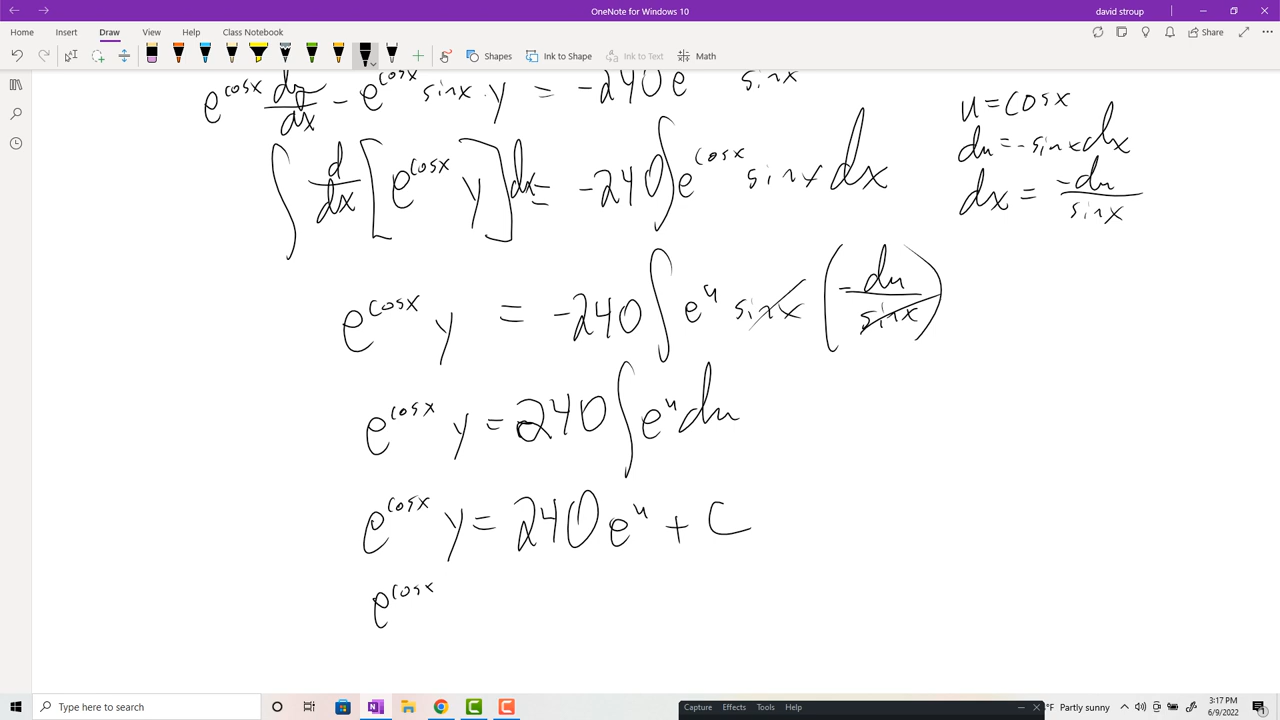 OneNote for Windows 10
david stroup
Home Insert Draw View Help Class Notebook
Share
Shapes Ink to Shape Ink to Text Math
e^{cosx} dy/dx - e^{cosx} sinx · y = -240e sinx
u = cosx
du = -sinxdx
dx = -du/sinx
∫ d/dx [e^{cosx} y] dx = -240 ∫ e^{cosx} sinx dx
e^{cosx} y = -240 ∫ e^u sinx (-du/sinx)
e^{cosx} y = 240 ∫ e^u du
e^{cosx} y = 240e^u + C
e^{cosx}
Type here to search
Capture Effects Tools Help
°F Partly sunny
3:17 PM
6/9/2022